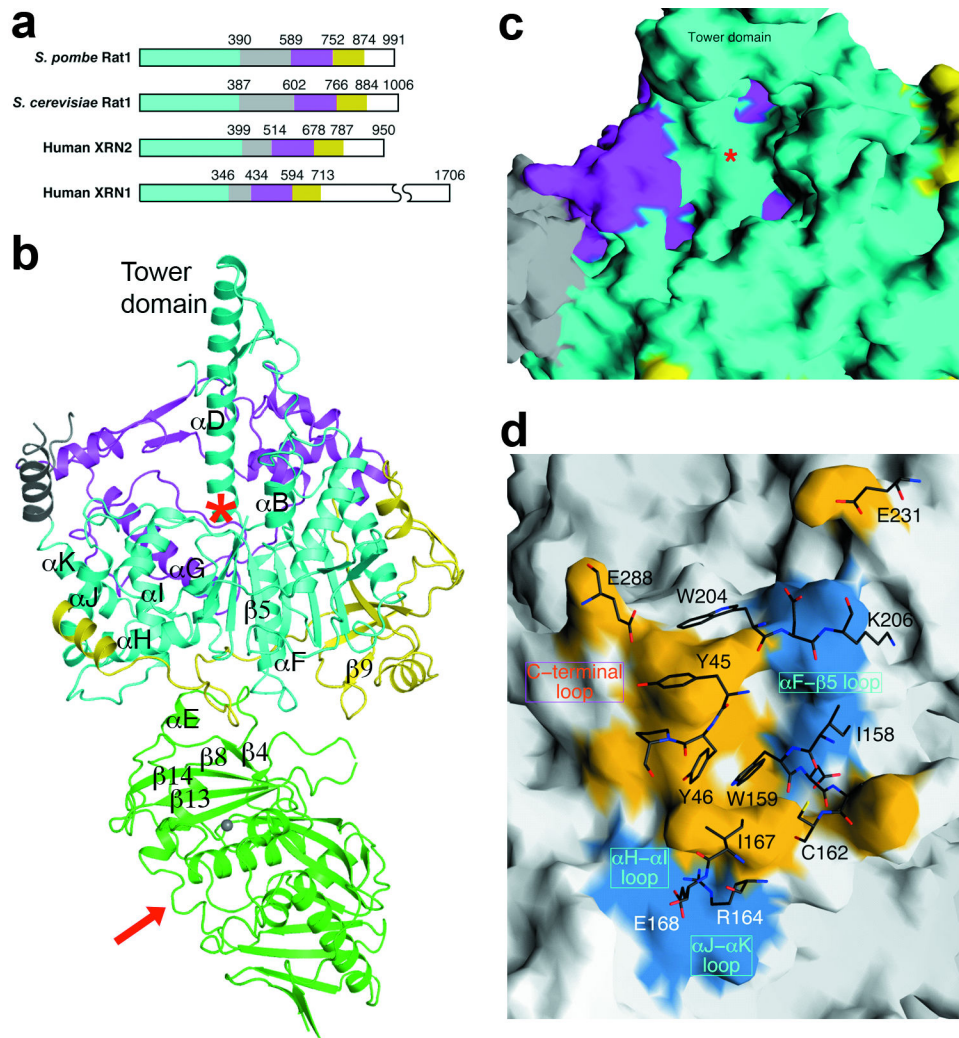 a
390 589 752 874 991
S. pombe Rat1
387 602 766 884 1006
S. cerevisiae Rat1
399 514 678 787 950
Human XRN2
346 434 594 713 1706
Human XRN1
b
Tower
domain
αD
*
αB
αK
αG
αJ
αI
β5
αH
αF
β9
αE
β8
β4
β14
β13
c
Tower domain
*
d
E231
E288
W204
K206
Y45
C-terminal
loop
αF-β5 loop
I158
Y46
W159
I167
C162
αH-αI
loop
E168
R164
αJ-αK
loop